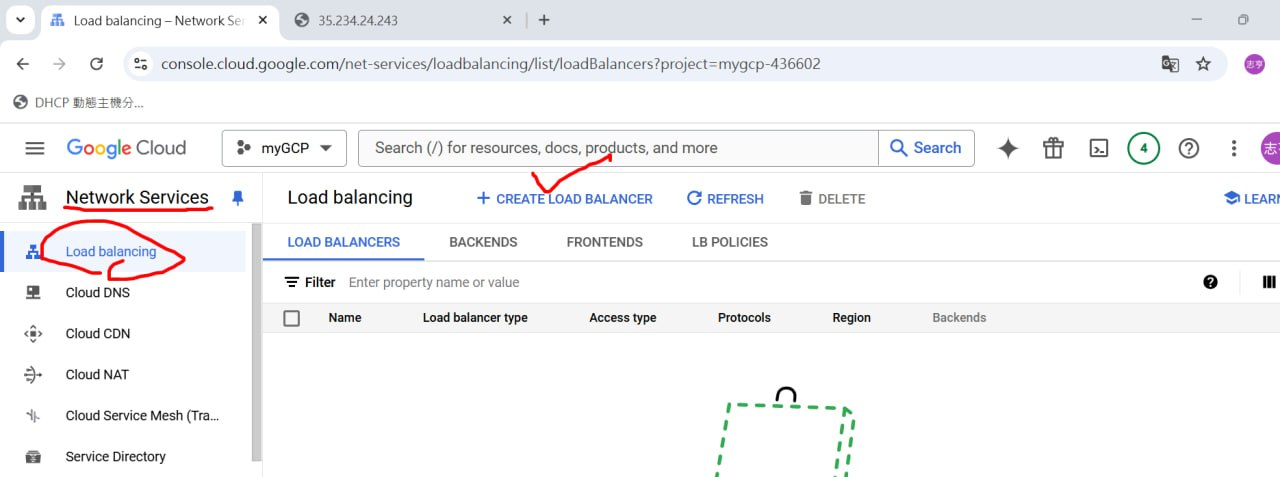 Load balancing – Network Se
35.234.24.243
console.cloud.google.com/net-services/loadbalancing/list/loadBalancers?project=mygcp-436602
志亨
DHCP 動態主機分...
Google Cloud
myGCP
Search (/) for resources, docs, products, and more
Search
4
志
Network Services
Load balancing
CREATE LOAD BALANCER
REFRESH
DELETE
LEARN
Load balancing
Cloud DNS
Cloud CDN
Cloud NAT
Cloud Service Mesh (Tra...
Service Directory
LOAD BALANCERS BACKENDS FRONTENDS LB POLICIES
Filter Enter property name or value
Name Load balancer type Access type Protocols Region Backends